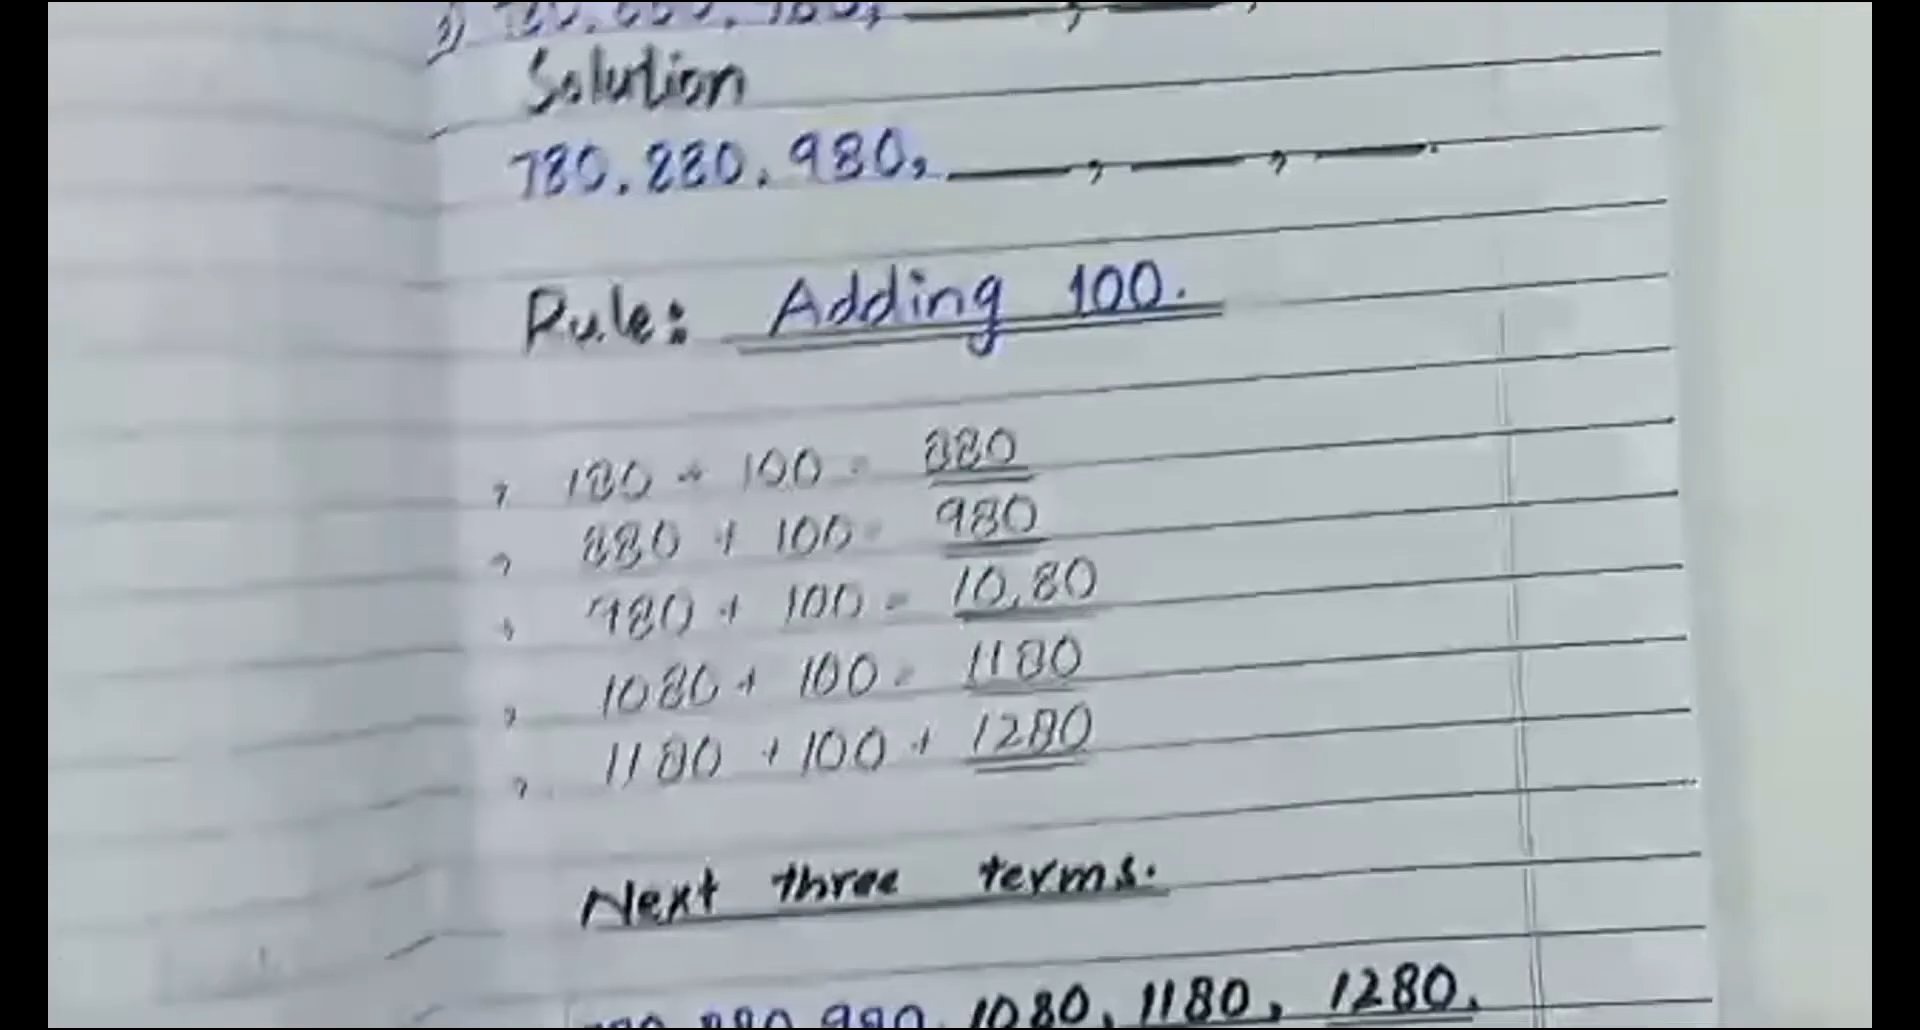 Solution
780, 880, 980, ___, ___, ___.
Rule: Adding 100.
, 780 + 100 = 880
, 880 + 100 = 980
, 980 + 100 = 10,80
, 1080 + 100 = 1180
, 1180 + 100 + 1280
Next three terms.
1080, 1180, 1280.